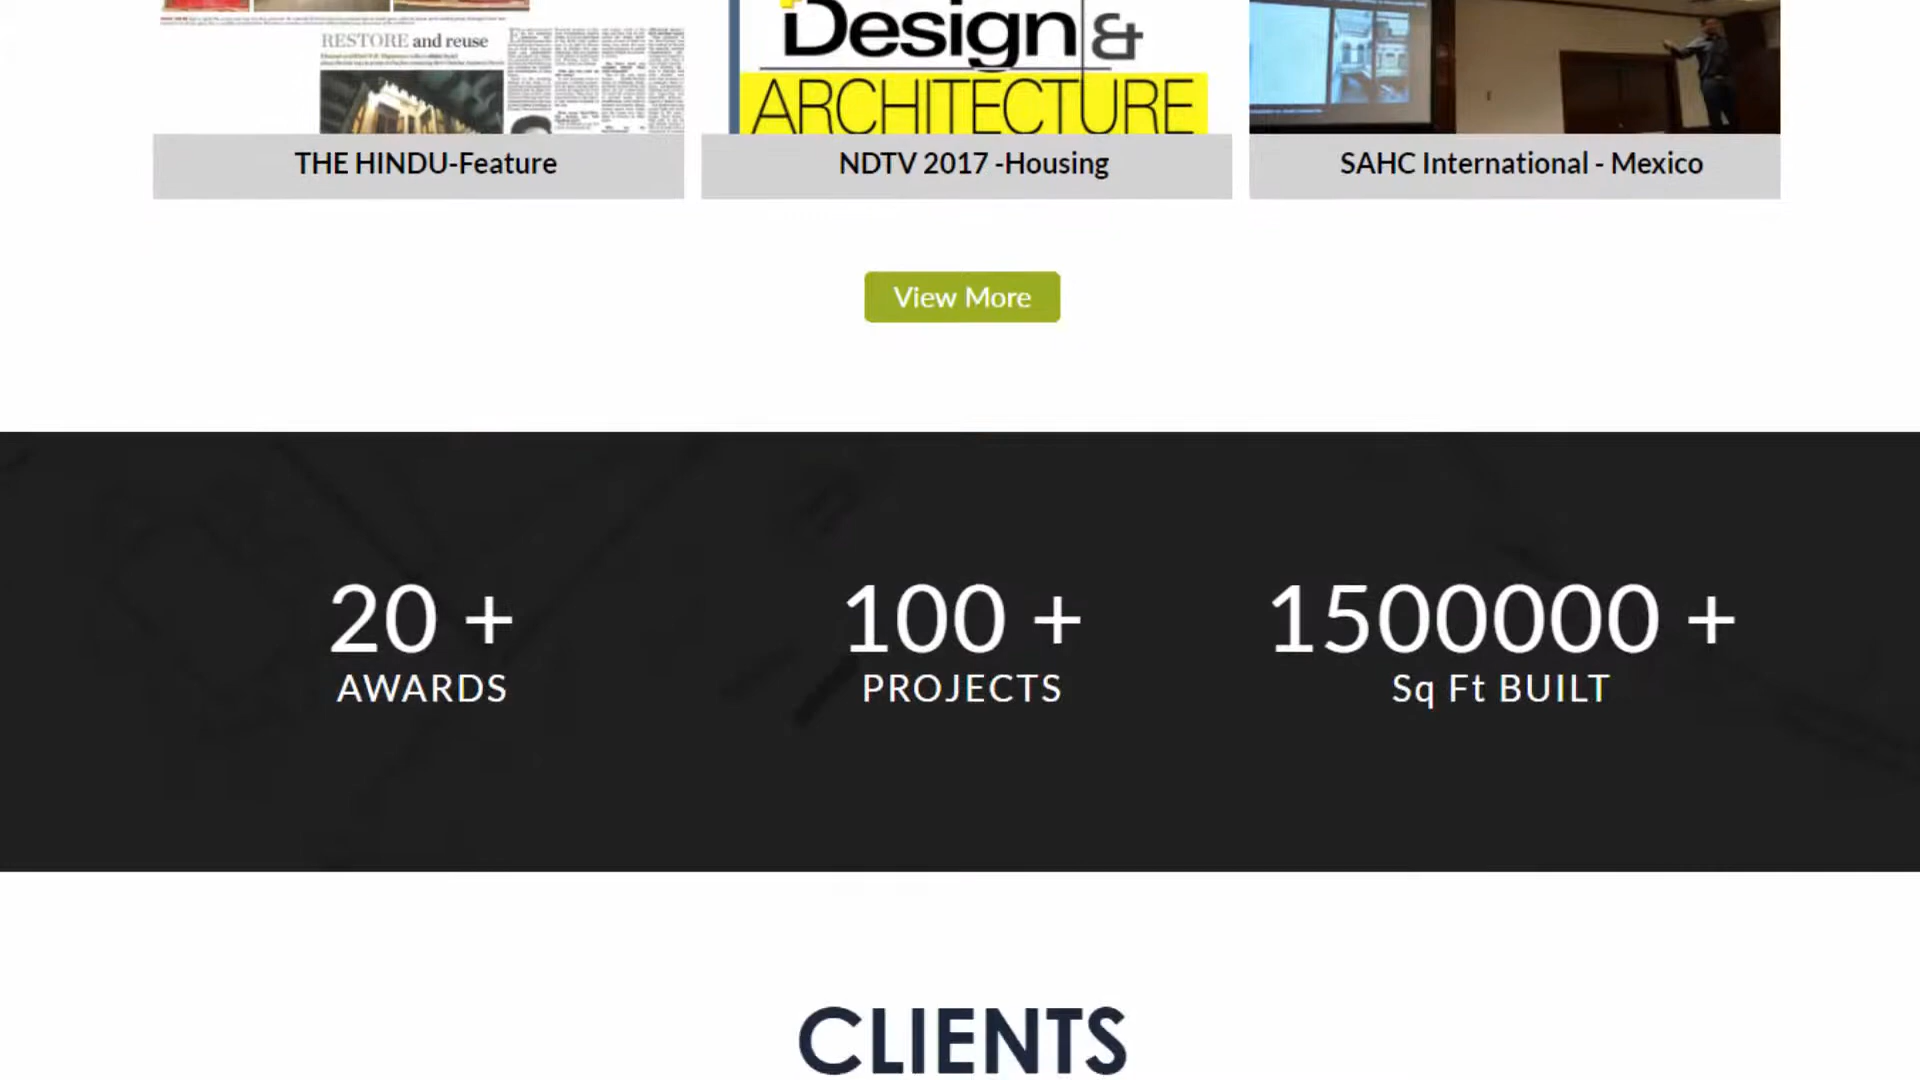 RESTORE and reuse
Design &
ARCHITECTURE
THE HINDU-Feature
NDTV 2017 -Housing
SAHC International - Mexico
View More
20 +
100 +
1500000 +
AWARDS
PROJECTS
Sq Ft BUILT
CLIENTS